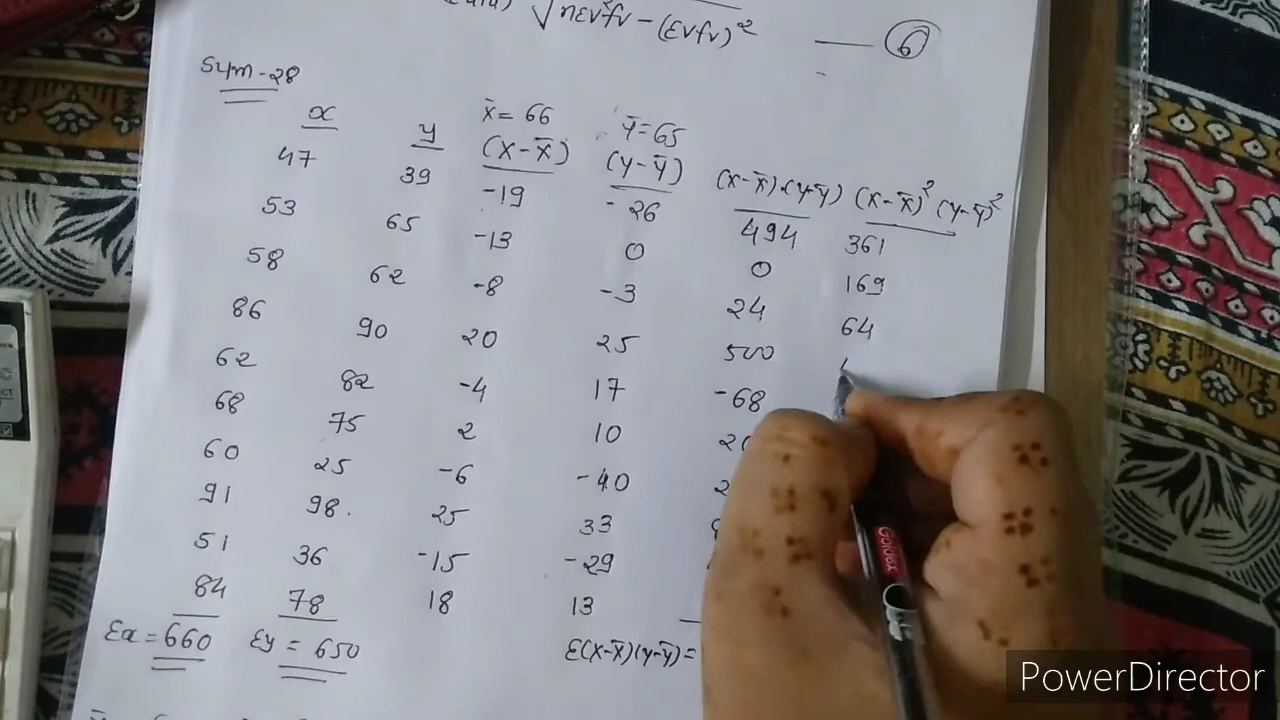 √nΣv²fv - (Σvfv)² — 6
Sum-28
x y x̄ = 66 ȳ = 65
(x-x̄) (y-ȳ) (x-x̄).(y-ȳ) (x-x̄)² (y-ȳ)²
47 39 -19 -26 494 361
53 65 -13 0 0 169
58 62 -8 -3 24 64
86 90 20 25 500
62 82 -4 17 -68
68 75 2 10
60 25 -6 -40
91 98. 25 33
51 36 -15 -29
84 78 18 13
Σx = 660 Σy = 650 Σ(x-x̄)(y-ȳ) =
Goldex
PowerDirector